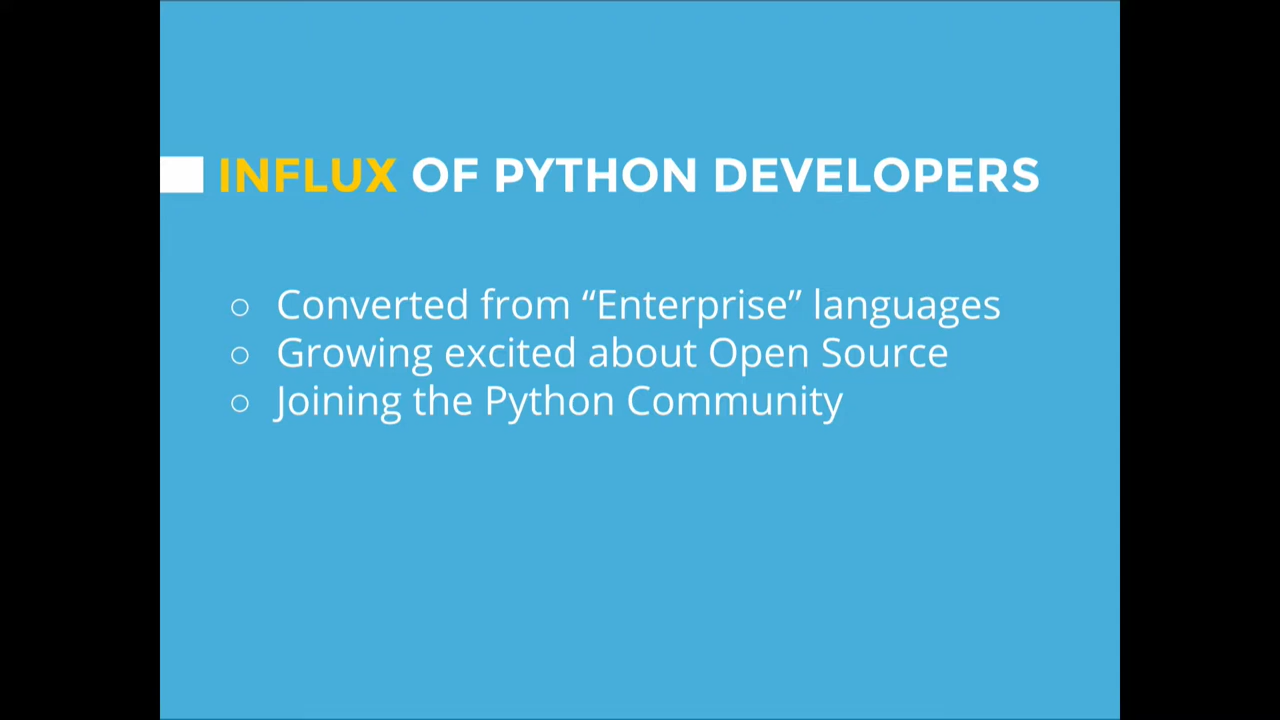 INFLUX OF PYTHON DEVELOPERS
○ Converted from “Enterprise” languages
○ Growing excited about Open Source
○ Joining the Python Community